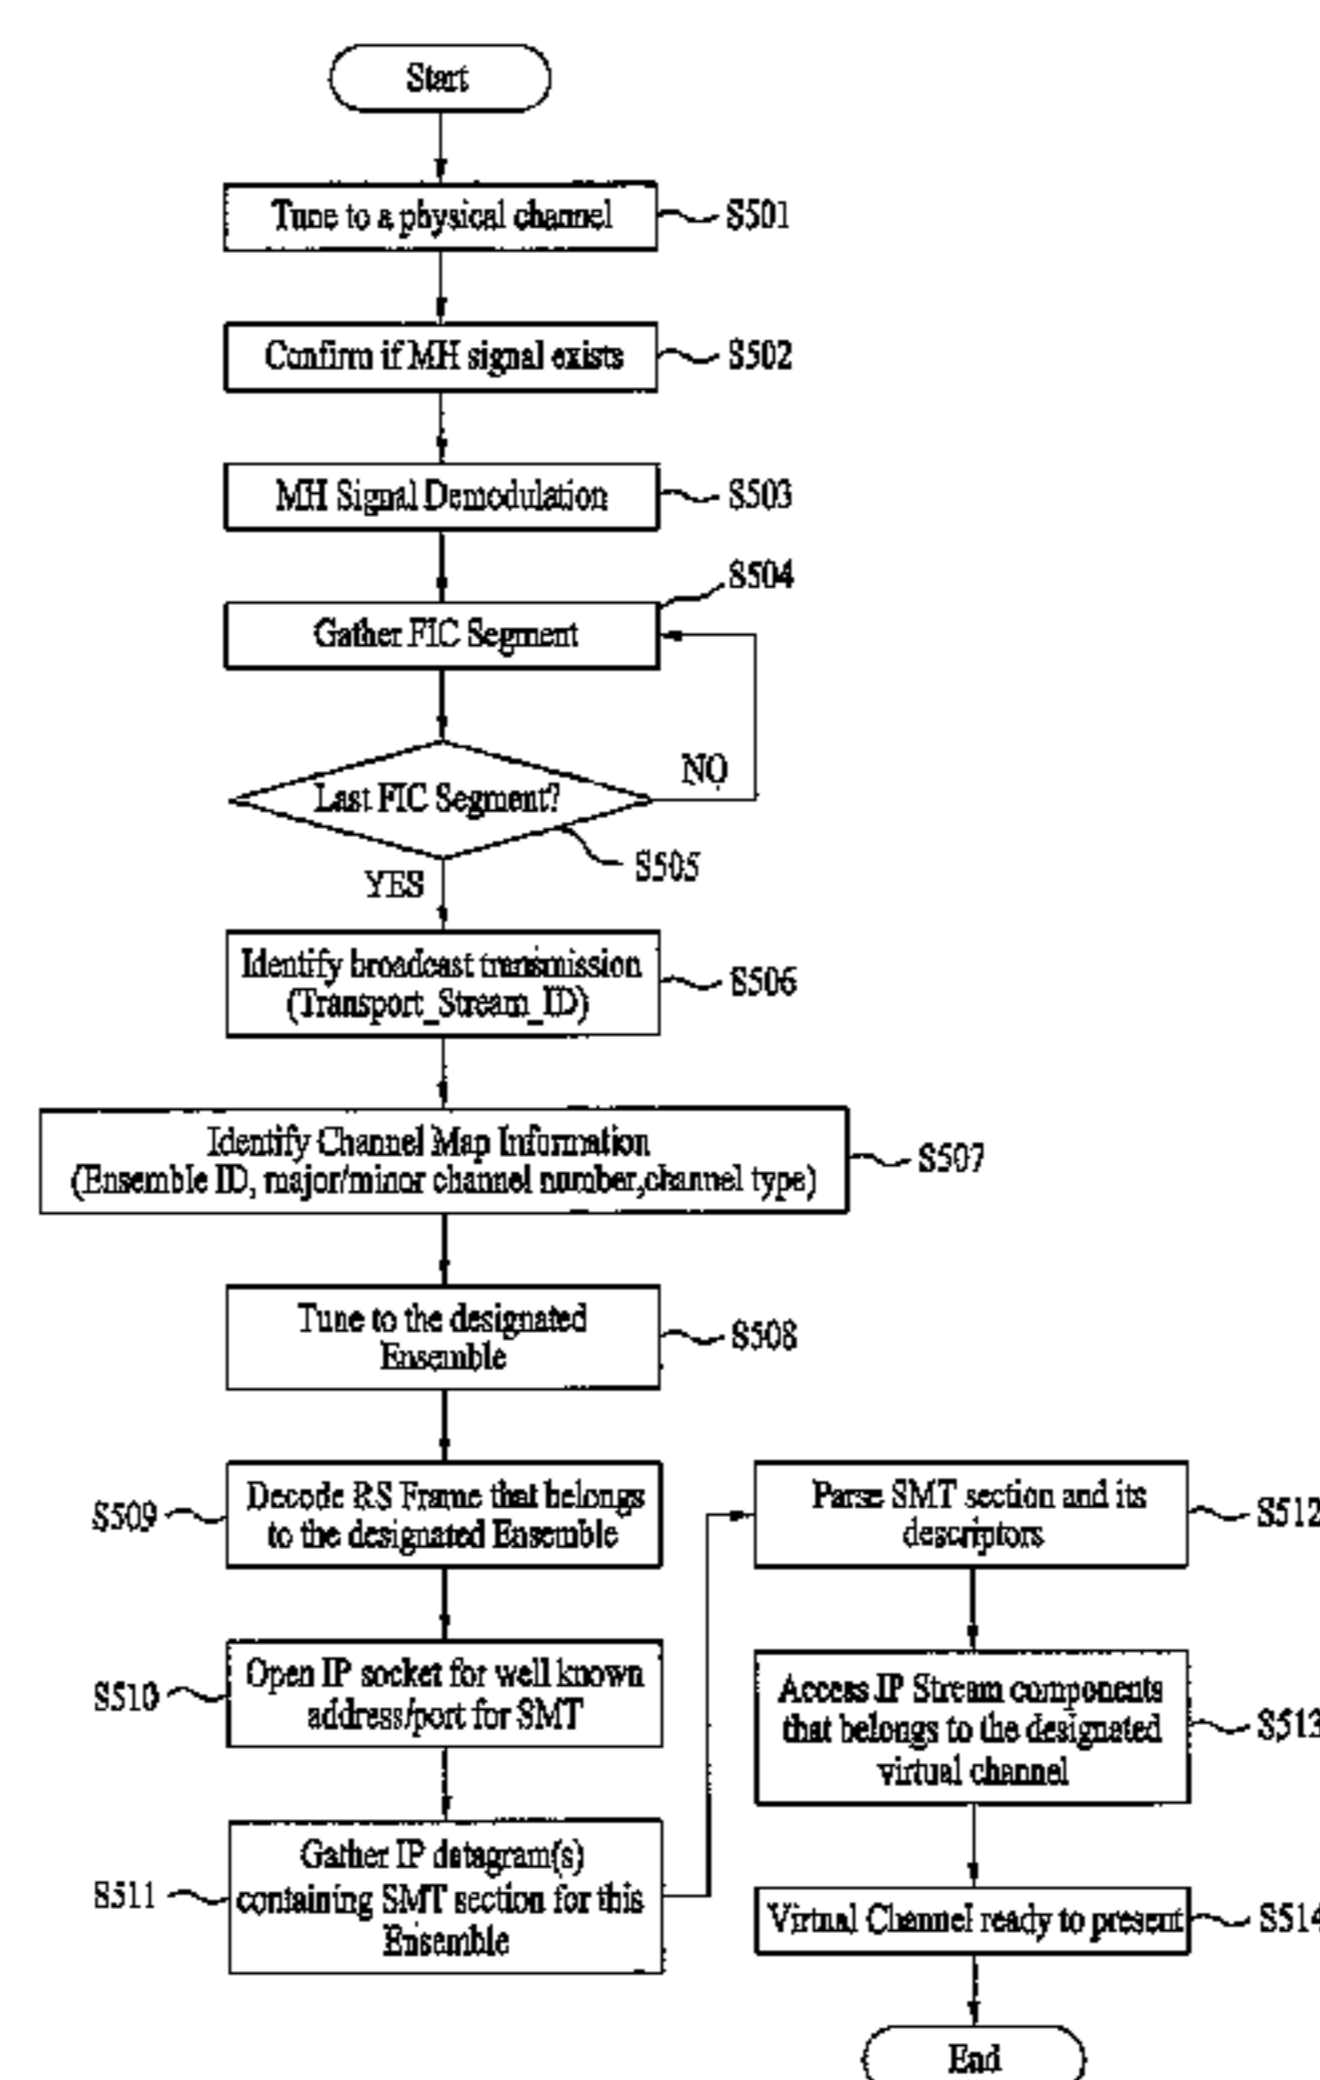 Start
Tune to a physical channel
S501
Confirm if MH signal exists
S502
MH Signal Demodulation
S503
S504
Gather FIC Segment
NO
Last FIC Segment?
S505
YES
Identify broadcast transmission
(Transport_Stream_ID)
S506
Identify Channel Map Information
(Ensemble ID, major/minor channel number,channel type)
S507
Tune to the designated
Ensemble
S508
S509
Decode RS Frame that belongs
to the designated Ensemble
S510
Open IP socket for well known
address/port for SMT
S511
Gather IP datagram(s)
containing SMT section for this
Ensemble
Parse SMT section and its
descriptors
S512
Access IP Stream components
that belongs to the designated
virtual channel
S513
Virtual Channel ready to present
S514
End